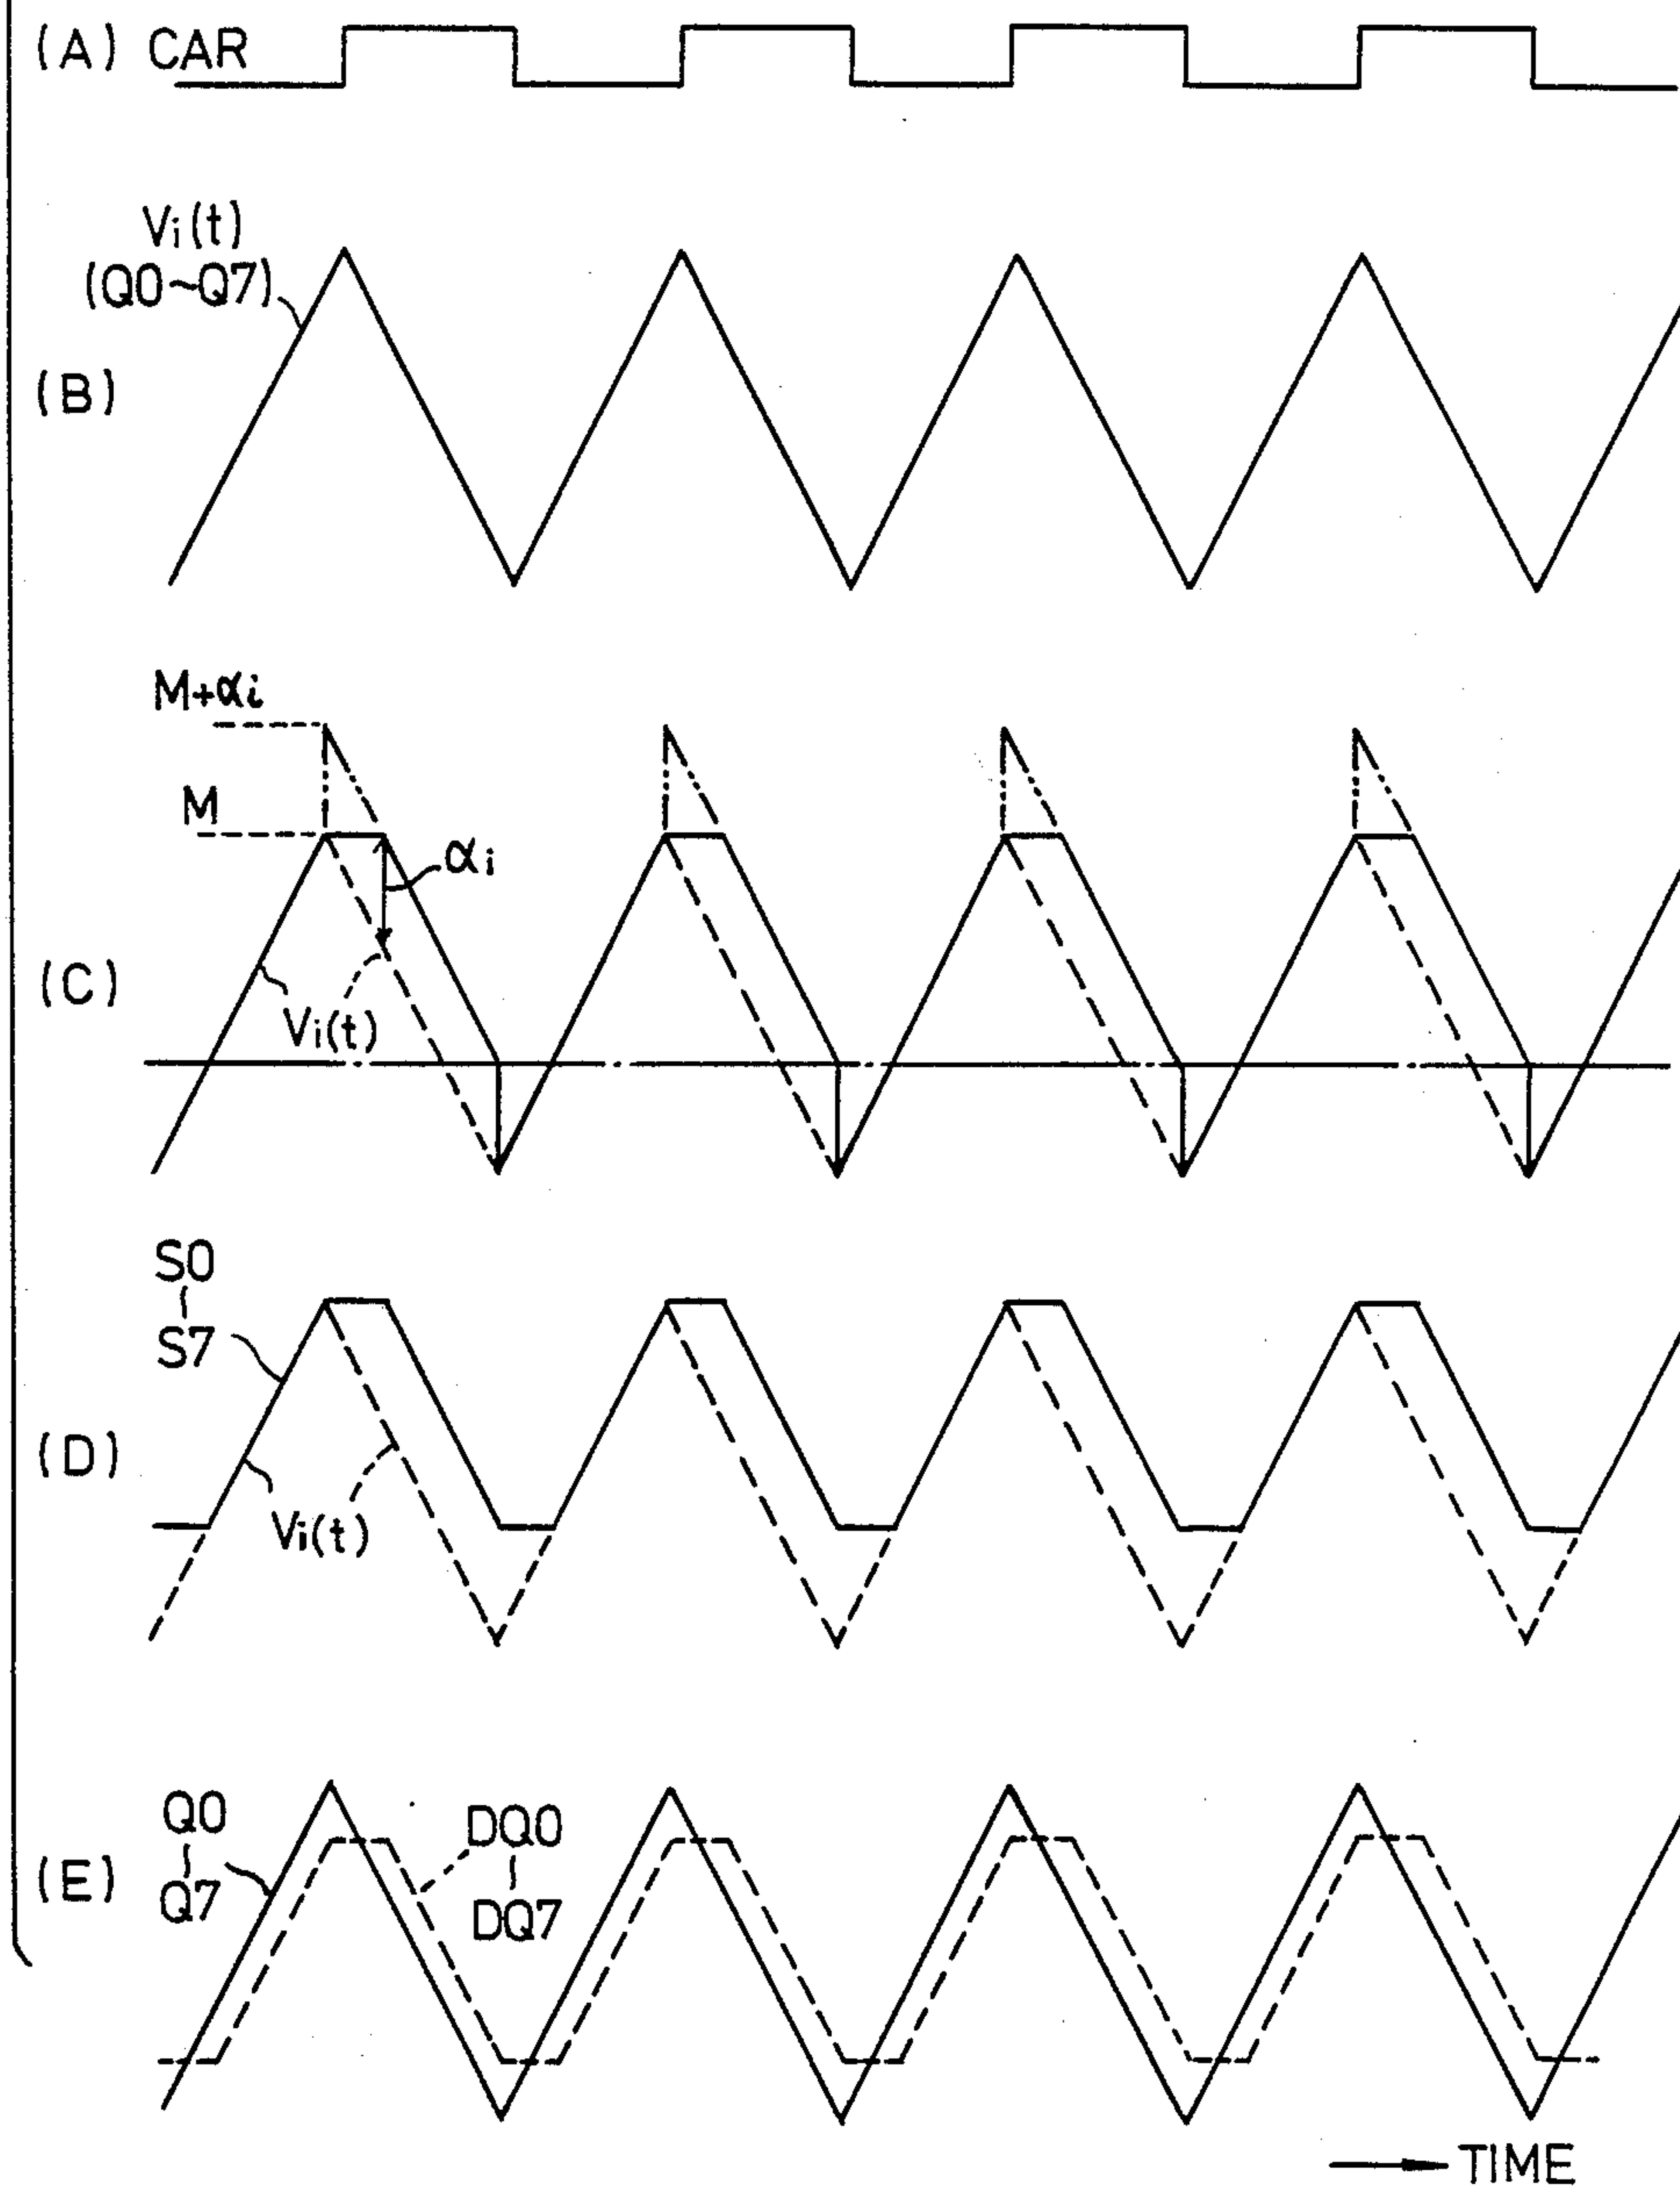 (A) CAR
Vi(t)
(Q0~Q7)
(B)
M+αi
M
αi
(C)
Vi(t)
S0
S7
(D)
Vi(t)
Q0
DQ0
(E)
Q7
DQ7
TIME